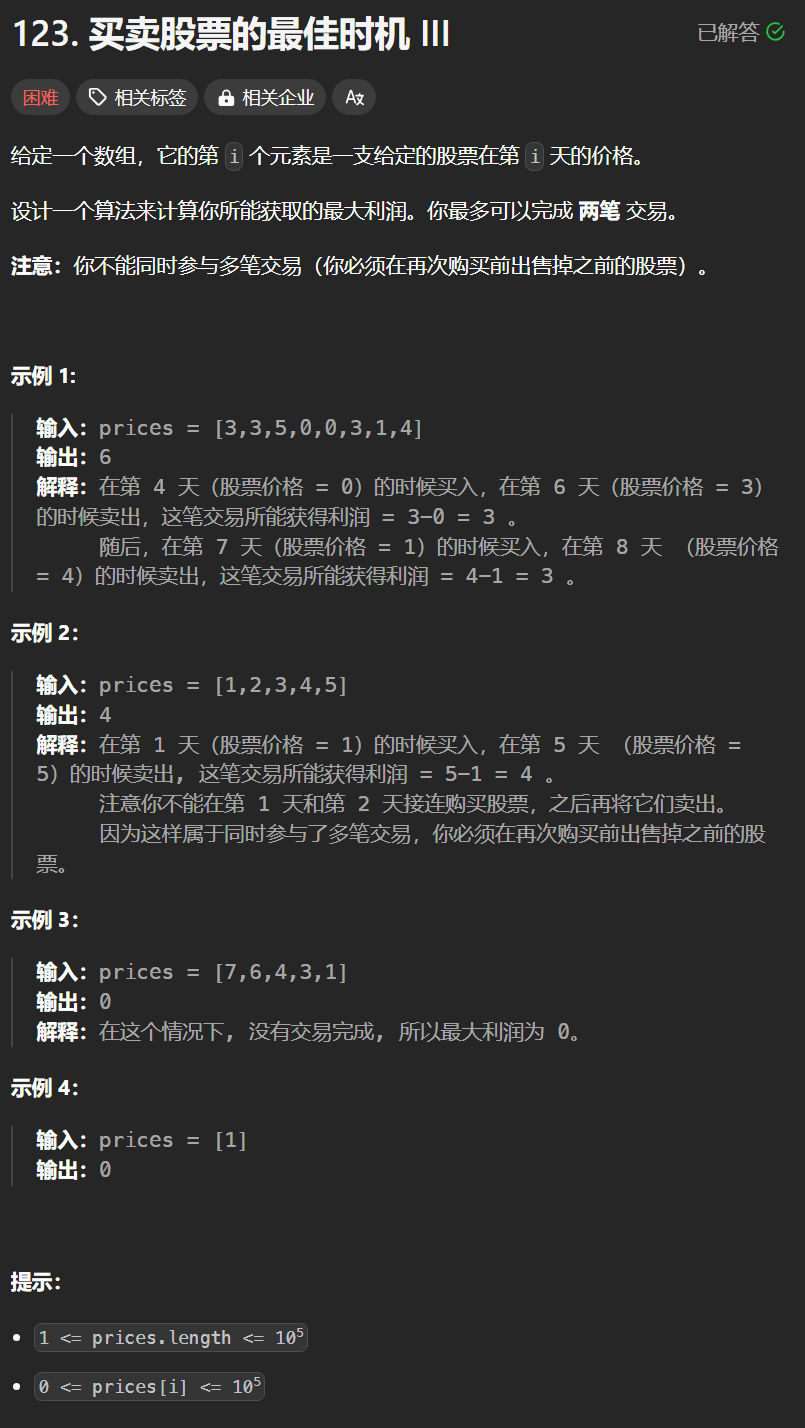 123. 买卖股票的最佳时机 III
已解答
困难 相关标签 相关企业
给定一个数组，它的第 i 个元素是一支给定的股票在第 i 天的价格。
设计一个算法来计算你所能获取的最大利润。你最多可以完成 两笔 交易。
注意：你不能同时参与多笔交易（你必须在再次购买前出售掉之前的股票）。
示例 1:
输入：prices = [3,3,5,0,0,3,1,4]
输出：6
解释：在第 4 天（股票价格 = 0）的时候买入，在第 6 天（股票价格 = 3）
的时候卖出，这笔交易所能获得利润 = 3-0 = 3 。
随后，在第 7 天（股票价格 = 1）的时候买入，在第 8 天 （股票价格
= 4）的时候卖出，这笔交易所能获得利润 = 4-1 = 3 。
示例 2：
输入：prices = [1,2,3,4,5]
输出：4
解释：在第 1 天（股票价格 = 1）的时候买入，在第 5 天 （股票价格 =
5）的时候卖出, 这笔交易所能获得利润 = 5-1 = 4 。
注意你不能在第 1 天和第 2 天接连购买股票，之后再将它们卖出。
因为这样属于同时参与了多笔交易，你必须在再次购买前出售掉之前的股
票。
示例 3：
输入：prices = [7,6,4,3,1]
输出：0
解释：在这个情况下, 没有交易完成, 所以最大利润为 0。
示例 4：
输入：prices = [1]
输出：0
提示：
• 1 <= prices.length <= 10⁵
• 0 <= prices[i] <= 10⁵